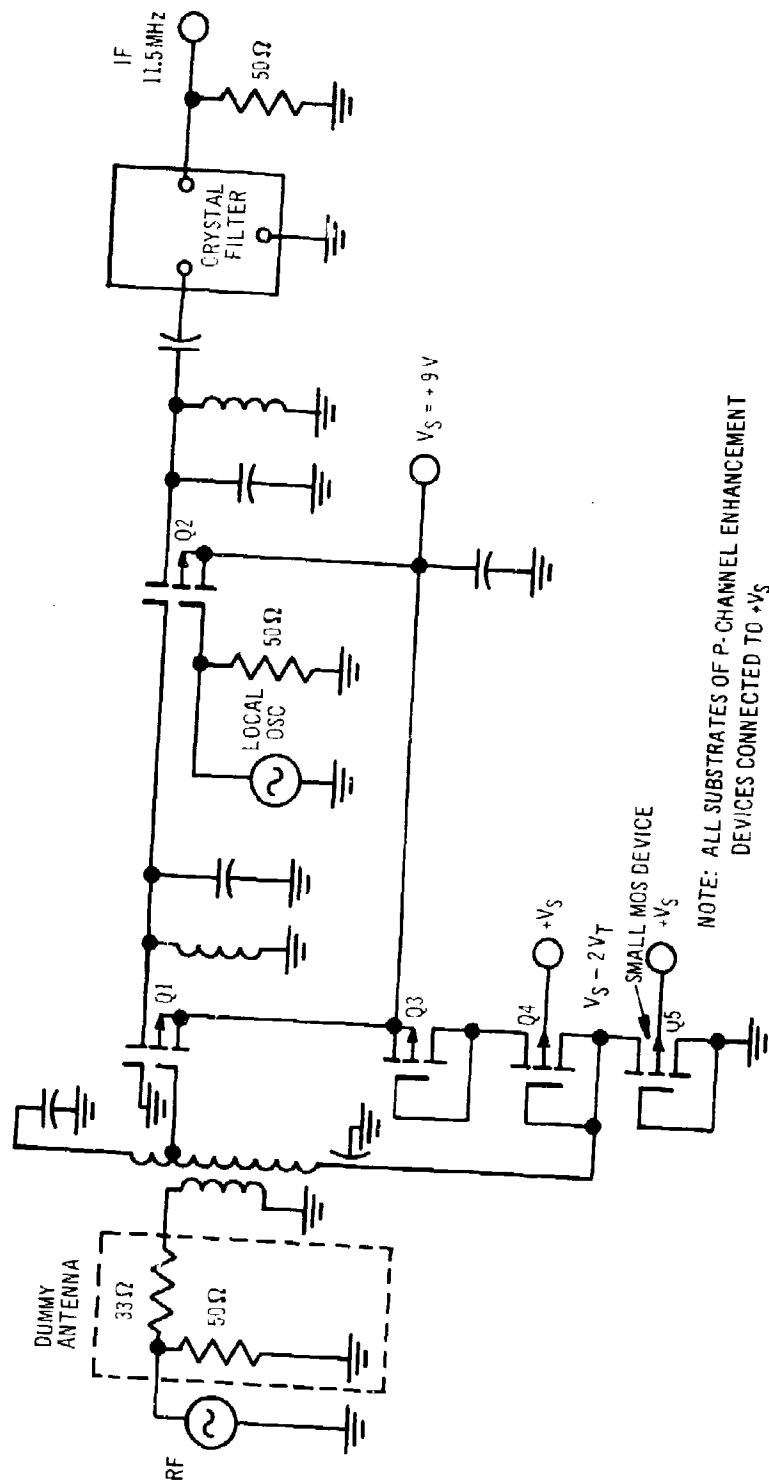 RF
DUMMY
ANTENNA
33Ω
50Ω
Q1
Q3
Q4
+VS
VS - 2VT
SMALL MOS DEVICE
+VS
Q5
LOCAL
OSC
50Ω
Q2
VS = +9V
CRYSTAL
FILTER
IF
11.5MHz
50Ω
NOTE: ALL SUBSTRATES OF P-CHANNEL ENHANCEMENT
DEVICES CONNECTED TO +VS